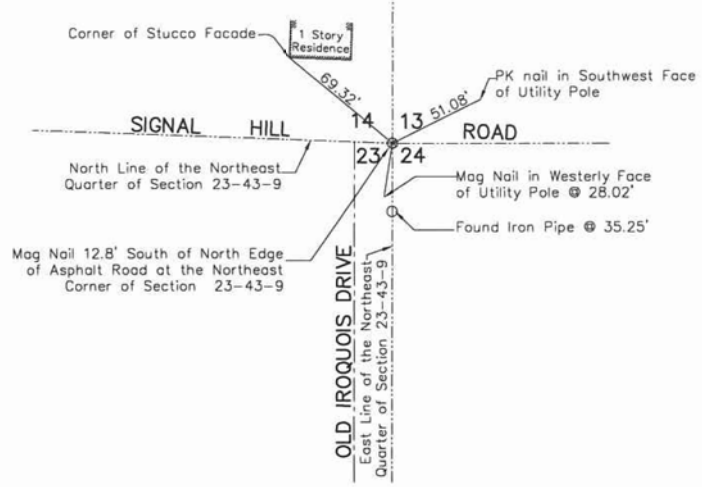 Corner of Stucco Facade
1 Story
Residence
69.32'
PK nail in Southwest Face
of Utility Pole
51.08'
14 13
SIGNAL HILL ROAD
23 24
North Line of the Northeast
Quarter of Section 23-43-9
Mag Nail in Westerly Face
of Utility Pole @ 28.02'
Found Iron Pipe @ 35.25'
Mag Nail 12.8' South of North Edge
of Asphalt Road at the Northeast
Corner of Section 23-43-9
OLD IROQUOIS DRIVE
East Line of the Northeast
Quarter of Section 23-43-9